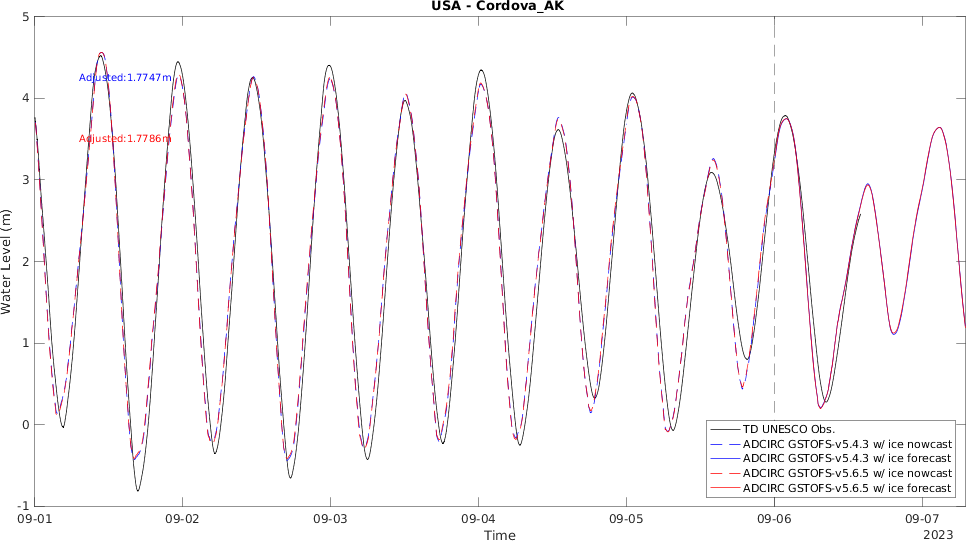 USA - Cordova_AK
5
4
3
2
1
0
-1
Water Level (m)
Adjusted:1.7747m
Adjusted:1.7786m
TD UNESCO Obs.
ADCIRC GSTOFS-v5.4.3 w/ ice nowcast
ADCIRC GSTOFS-v5.4.3 w/ ice forecast
ADCIRC GSTOFS-v5.6.5 w/ ice nowcast
ADCIRC GSTOFS-v5.6.5 w/ ice forecast
09-01 09-02 09-03 09-04 09-05 09-06 09-07
Time
2023